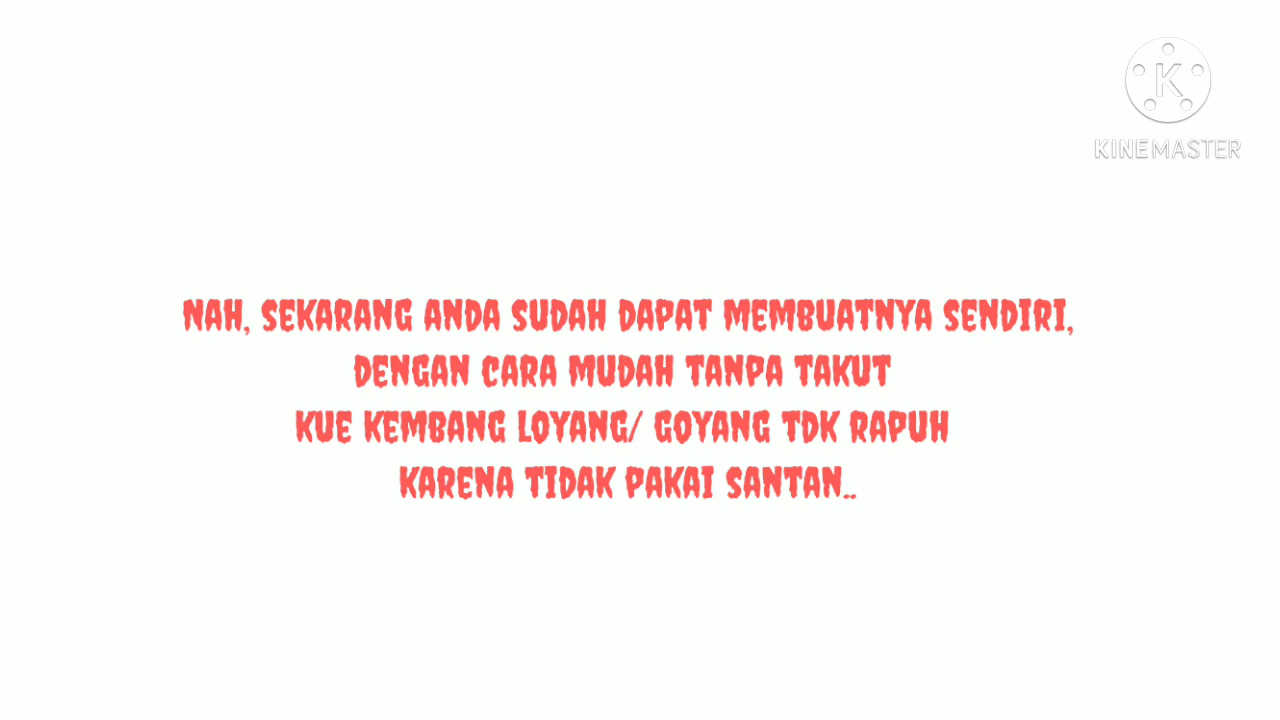 KINEMASTER
NAH, SEKARANG ANDA SUDAH DAPAT MEMBUATNYA SENDIRI,
DENGAN CARA MUDAH TANPA TAKUT
KUE KEMBANG LOYANG/ GOYANG TDK RAPUH
KARENA TIDAK PAKAI SANTAN..